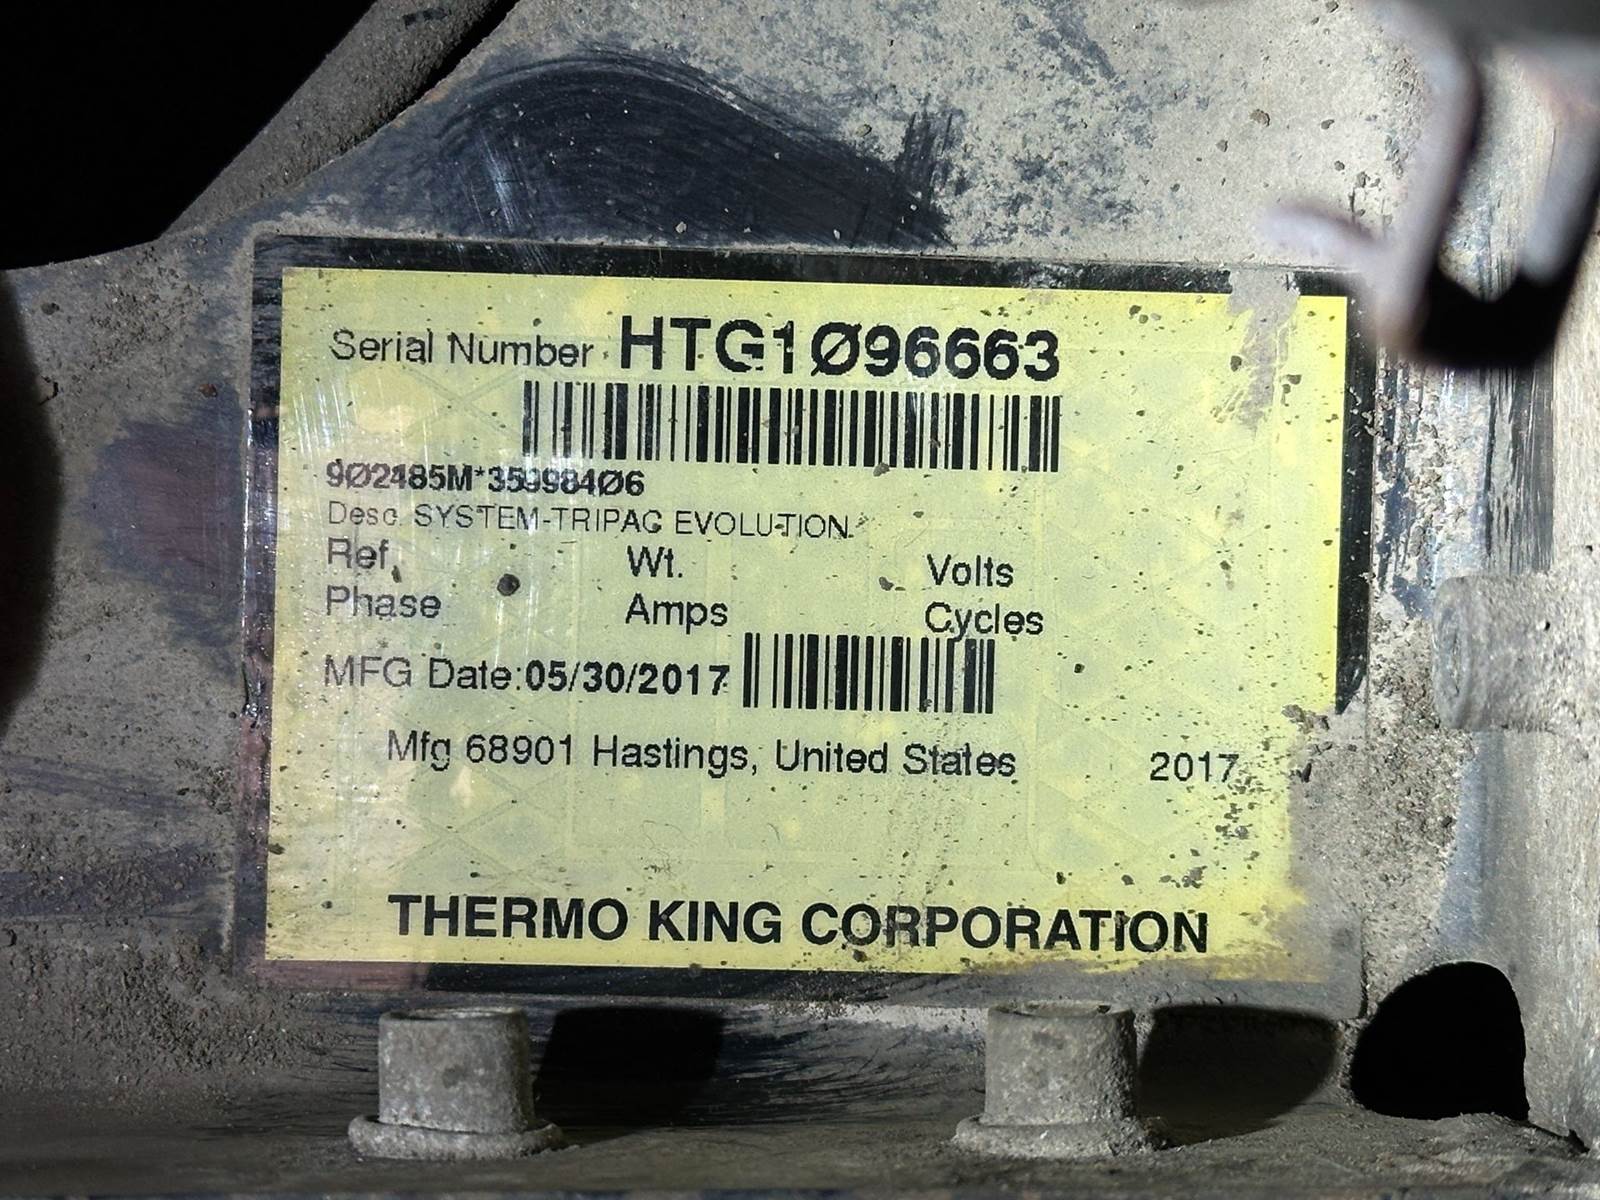 Serial Number HTG1Ø96663
9Ø2485M*359984Ø6
Desc. SYSTEM-TRIPAC EVOLUTION
Ref. Wt. Volts
Phase Amps Cycles
MFG Date:05/30/2017
Mfg 68901 Hastings, United States 2017
THERMO KING CORPORATION